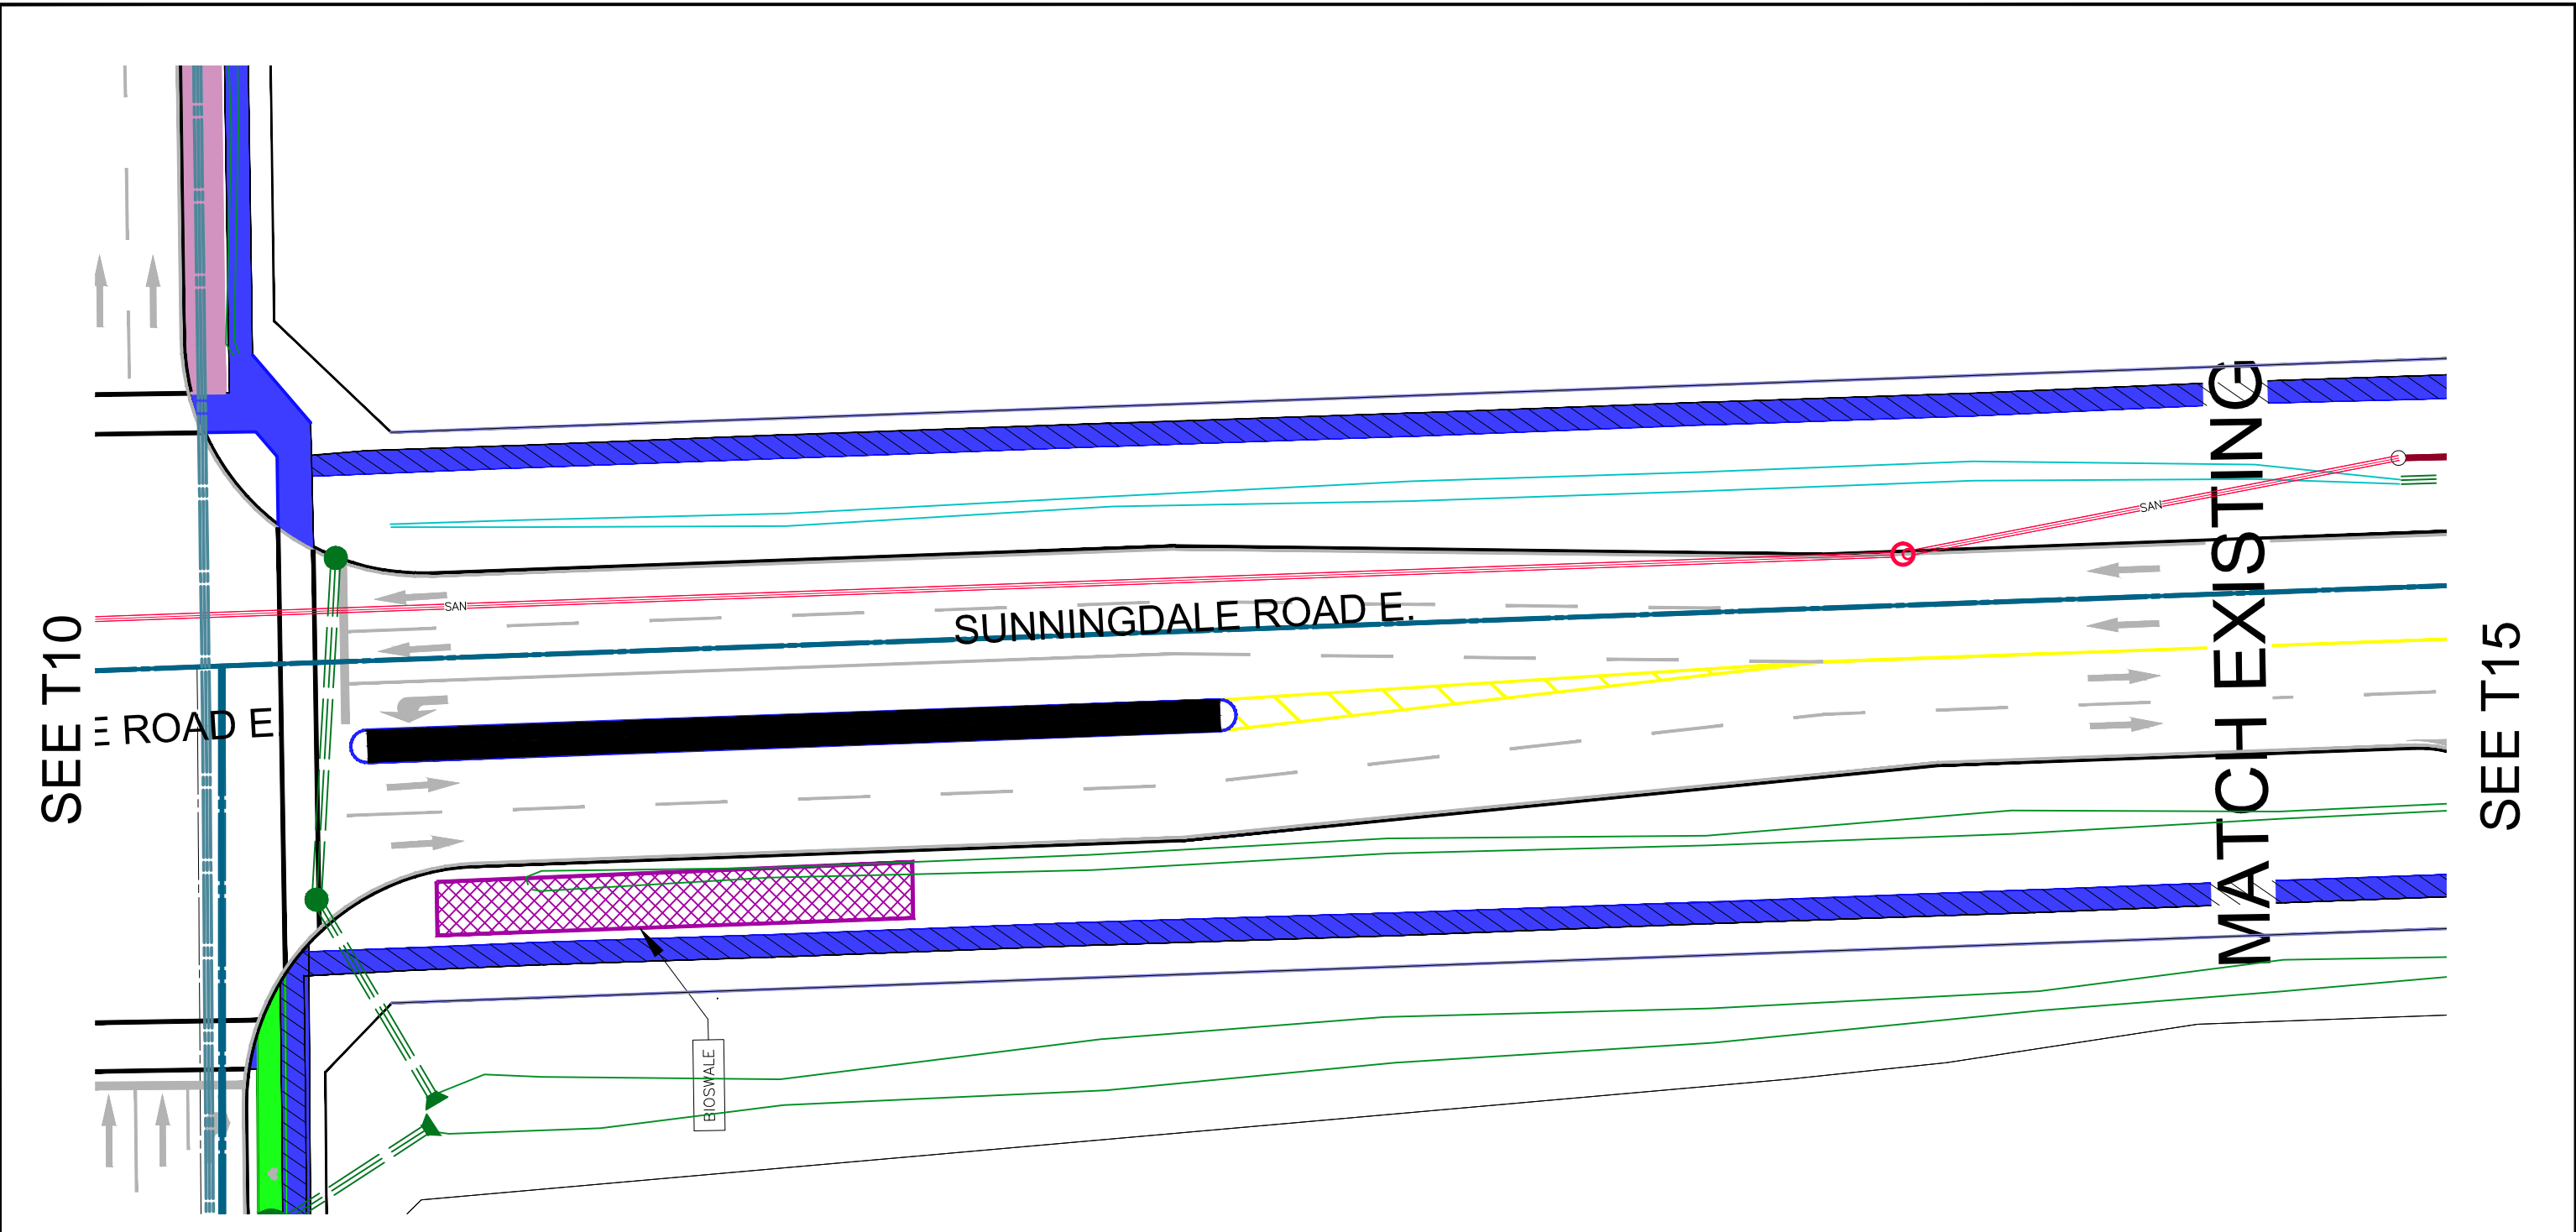 SEE T10
E ROAD E.
SAN
SUNNINGDALE ROAD E.
BIOSWALE
SAN
MATCH EXISTING
SEE T15